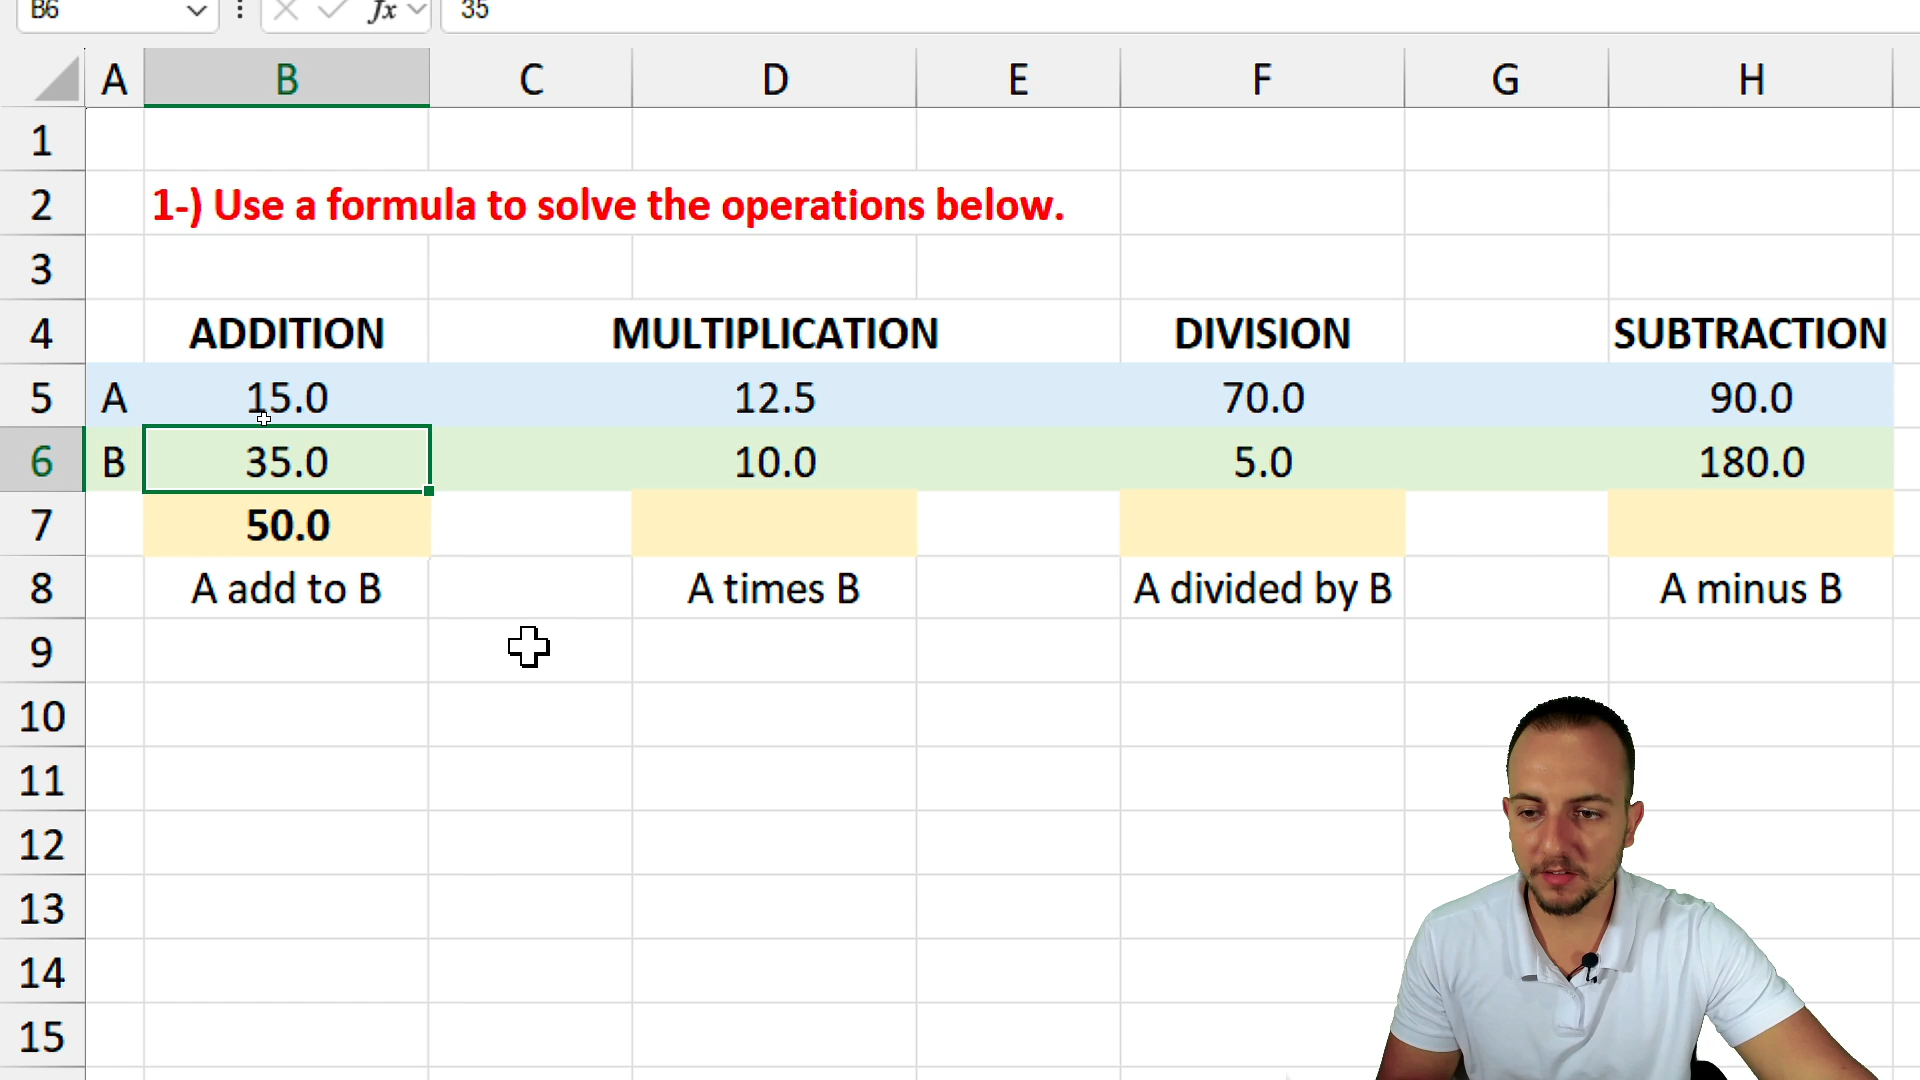 B6 fx 35
A B C D E F G H
1
2 1-) Use a formula to solve the operations below.
3
4 ADDITION MULTIPLICATION DIVISION SUBTRACTION
5 A 15.0 12.5 70.0 90.0
6 B 35.0 10.0 5.0 180.0
7 50.0
8 A add to B A times B A divided by B A minus B
9
10
11
12
13
14
15